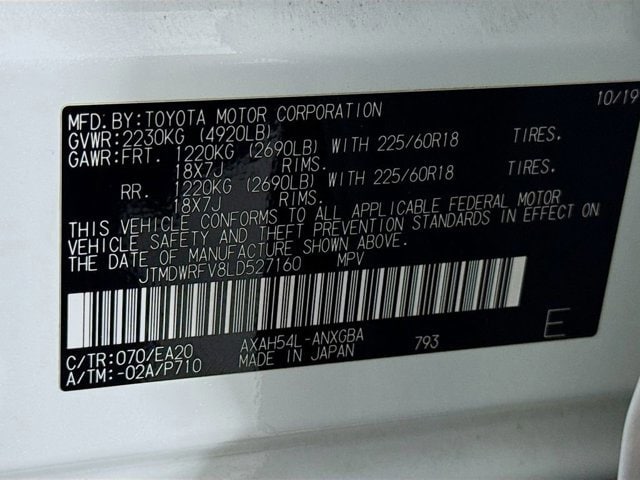 MFD.BY:TOYOTA MOTOR CORPORATION 10/19
GVWR:2230KG (4920LB)
GAWR:FRT. 1220KG (2690LB) WITH 225/60R18 TIRES.
18X7J RIMS.
RR. 1220KG (2690LB) WITH 225/60R18 TIRES.
18X7J RIMS.
THIS VEHICLE CONFORMS TO ALL APPLICABLE FEDERAL MOTOR
VEHICLE SAFETY AND THEFT PREVENTION STANDARDS IN EFFECT ON
THE DATE OF MANUFACTURE SHOWN ABOVE.
JTMDWRFV8LD527160 MPV
C/TR:070/EA20 AXAH54L-ANXGBA 793 E
A/TM:-02A/P710 MADE IN JAPAN